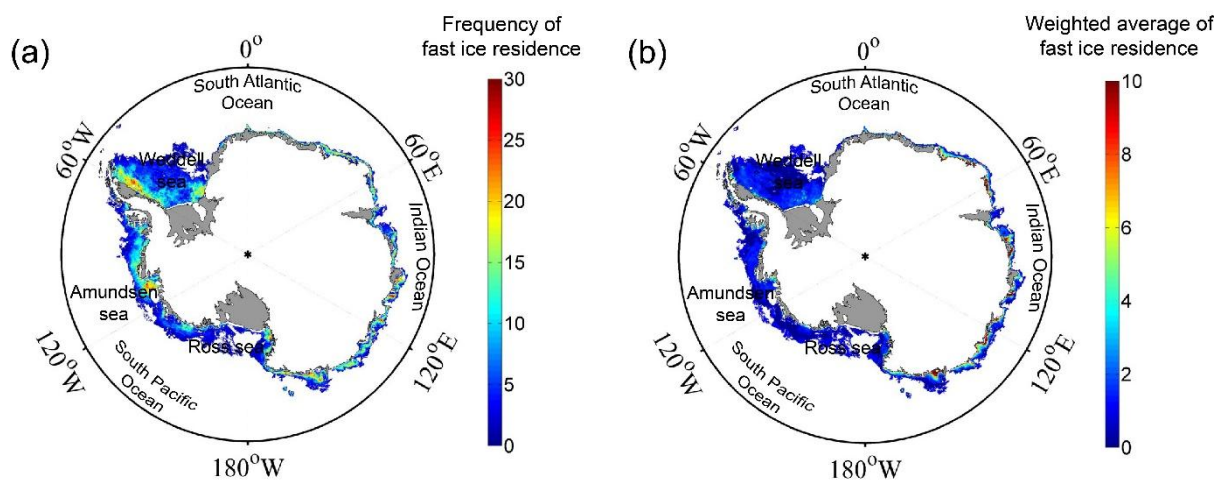 (a)
Frequency of
fast ice residence
0°
South Atlantic
Ocean
60°W
60°E
Weddell
sea
Indian Ocean
*
Amundsen
sea
Ross sea
120°W
120°E
South Pacific
Ocean
180°W
30
25
20
15
10
5
0
(b)
Weighted average of
fast ice residence
0°
South Atlantic
Ocean
60°W
60°E
Weddell
sea
Indian Ocean
*
Amundsen
sea
Ross sea
120°W
120°E
South Pacific
Ocean
180°W
10
8
6
4
2
0